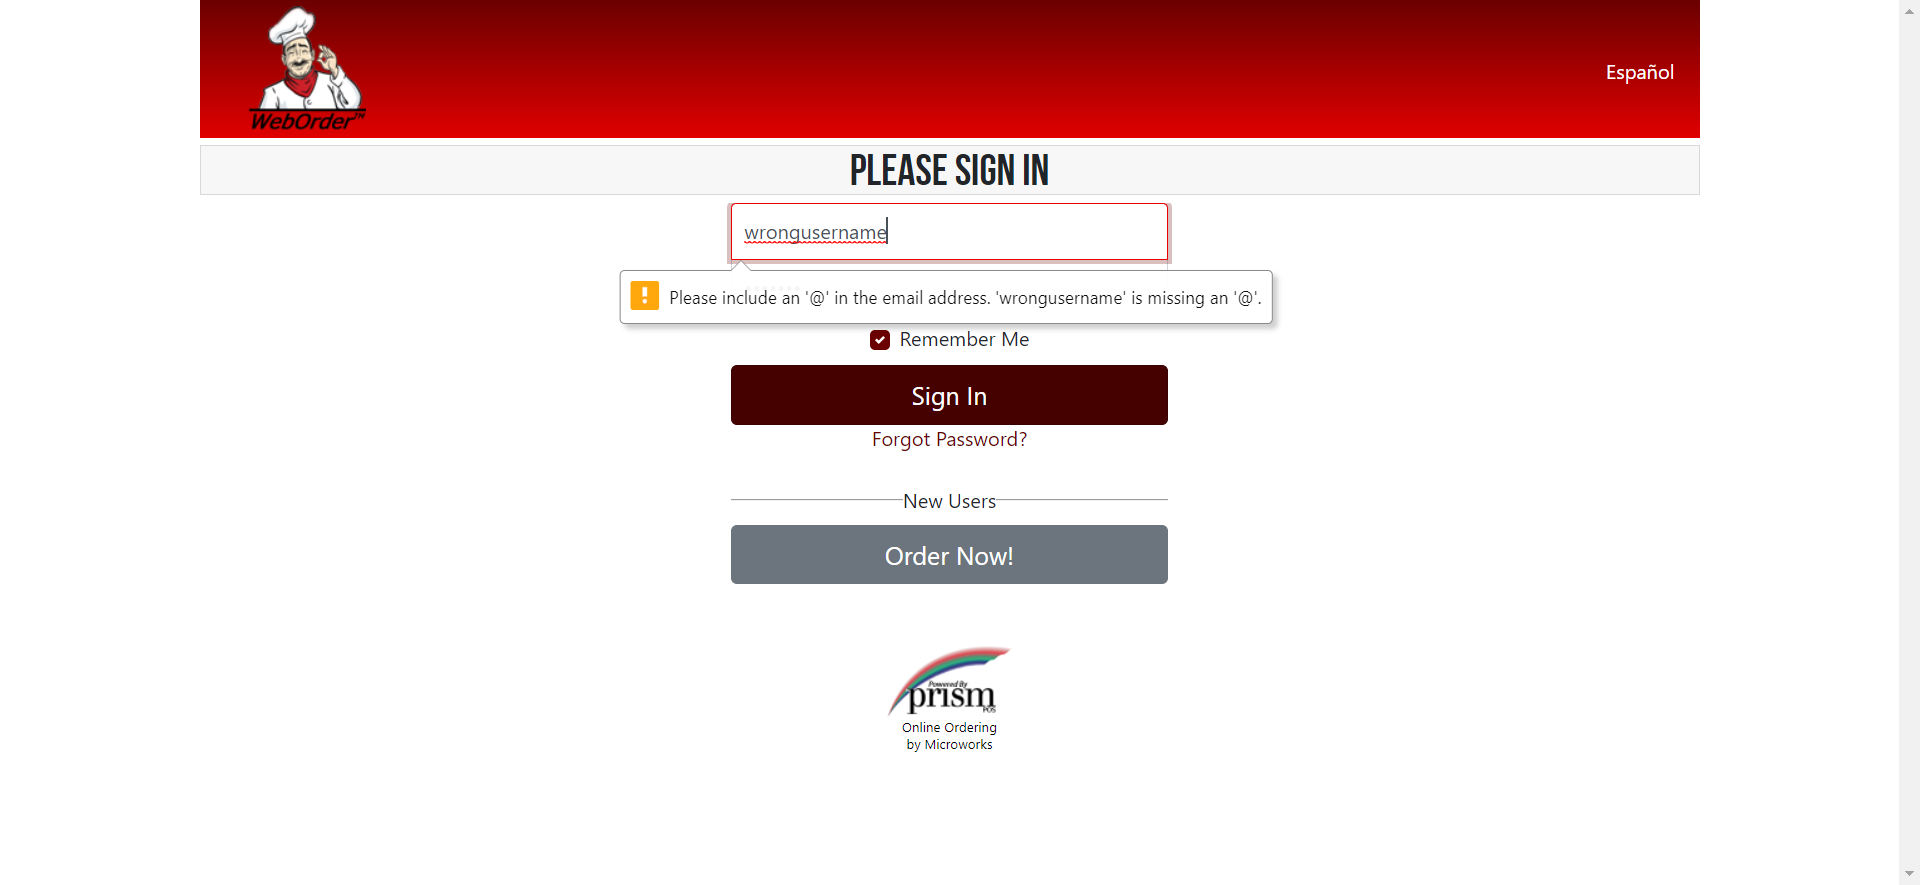 WebOrder™
Español
PLEASE SIGN IN
wrongusername
Please include an '@' in the email address. 'wrongusername' is missing an '@'.
Remember Me
Sign In
Forgot Password?
New Users
Order Now!
Powered By
prism
POS
Online Ordering
by Microworks